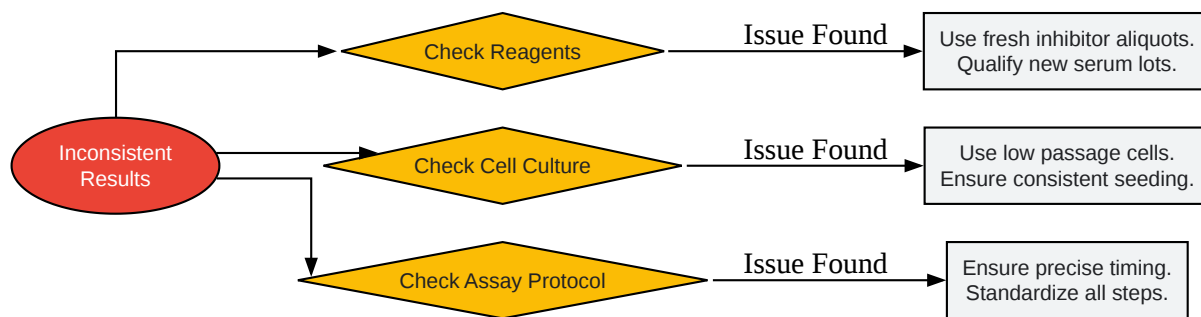 Inconsistent
Results
Check Reagents
Issue Found
Use fresh inhibitor aliquots.
Qualify new serum lots.
Check Cell Culture
Issue Found
Use low passage cells.
Ensure consistent seeding.
Check Assay Protocol
Issue Found
Ensure precise timing.
Standardize all steps.